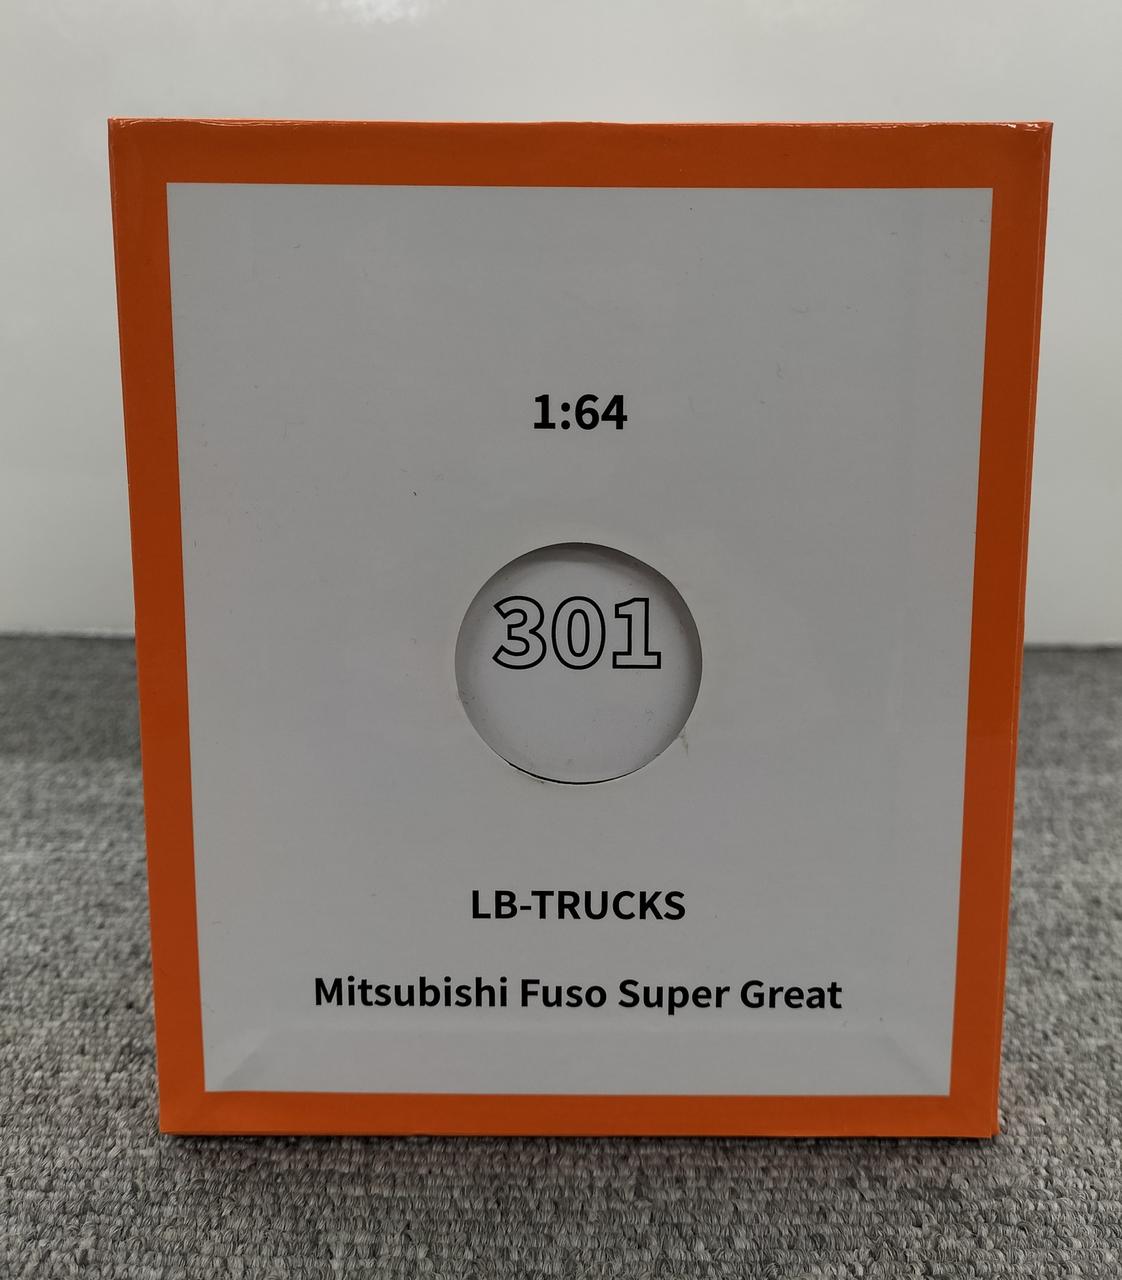 1:64
301
LB-TRUCKS
Mitsubishi Fuso Super Great